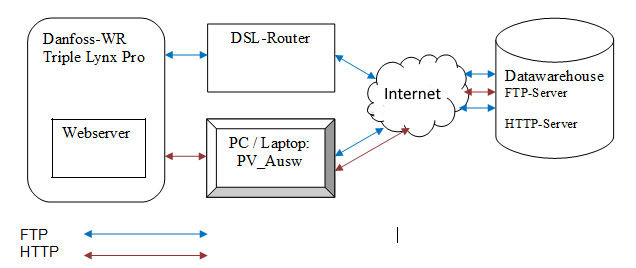 Danfoss-WR
Triple Lynx Pro
Webserver
DSL-Router
PC / Laptop:
PV_Ausw
Internet
Datawarehouse
FTP-Server
HTTP-Server
FTP
HTTP